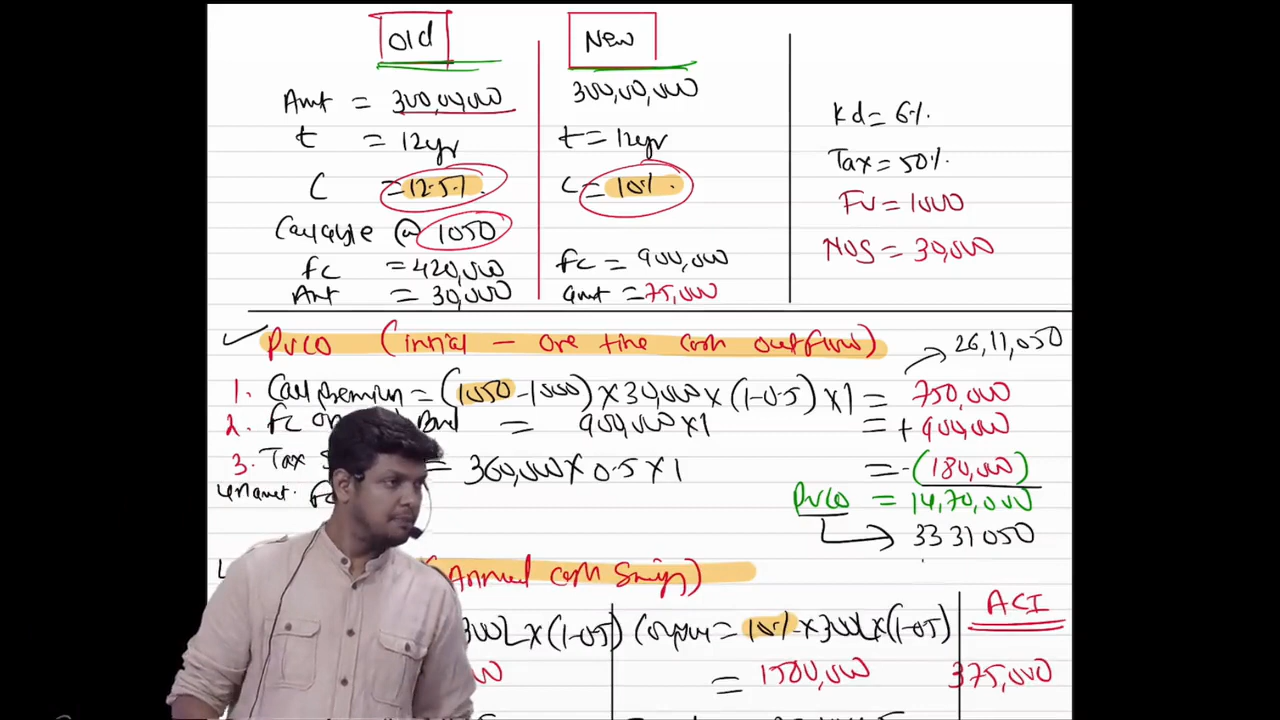 Old
New
Amt = 300,00,000
300,00,000
t = 12yr
t = 12yr
C = 12.5%.
C = 10%.
Callable @ 1050
fc = 420,000
fc = 900,000
Amt = 30,000
Amt = 75,000
Kd = 6%.
Tax = 50%.
FV = 1000
NOS = 30,000
PVCO (initial - one time cash outflow)
26,11,050
1. Call premium = (1050-1000) × 30,000 × (1-0.5) × 1 = 750,000
2. fc on Bond = 900,000 × 1 = + 900,000
3. Tax = 360,000 × 0.5 × 1 = -(180,000)
unamort. fc
PVCO = 14,70,000
3331050
(Annual cash Savings)
ACI
300L × (1-0.5)
Coupon = 10% × 300L × (1-0.5)
= 1500,000
375,000